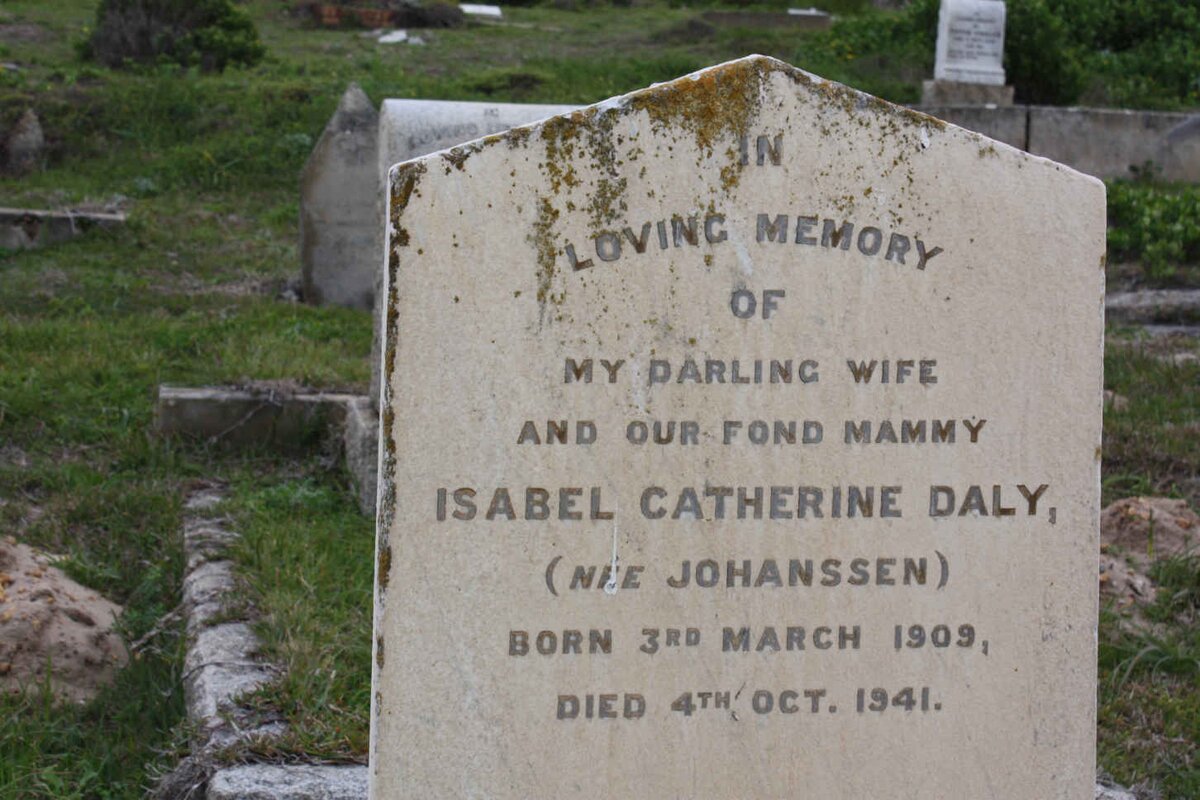 IN
LOVING MEMORY
OF
MY DARLING WIFE
AND OUR FOND MAMMY
ISABEL CATHERINE DALY,
(NEE JOHANSSEN)
BORN 3RD MARCH 1909,
DIED 4TH OCT. 1941.